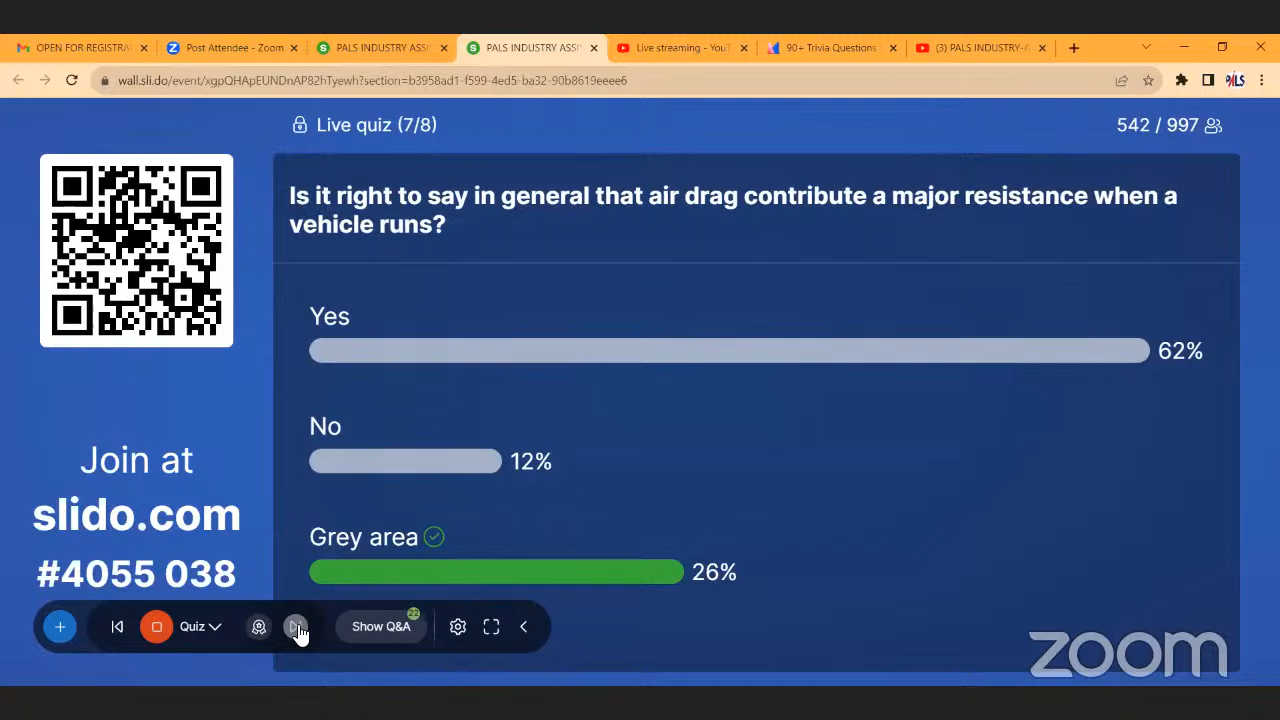 OPEN FOR REGISTRA
Post Attendee - Zoom
PALS INDUSTRY ASSI
PALS INDUSTRY ASSI
Live streaming - YouT
90+ Trivia Questions
(3) PALS INDUSTRY-A
wall.sli.do/event/xgpQHApEUNDnAP82hTyewh?section=b3958ad1-f599-4ed5-ba32-90b8619eeee6
Live quiz (7/8)
542 / 997
Is it right to say in general that air drag contribute a major resistance when a
vehicle runs?
Yes
62%
No
12%
Grey area
26%
Join at
slido.com
#4055 038
Quiz
Show Q&A
22
zoom